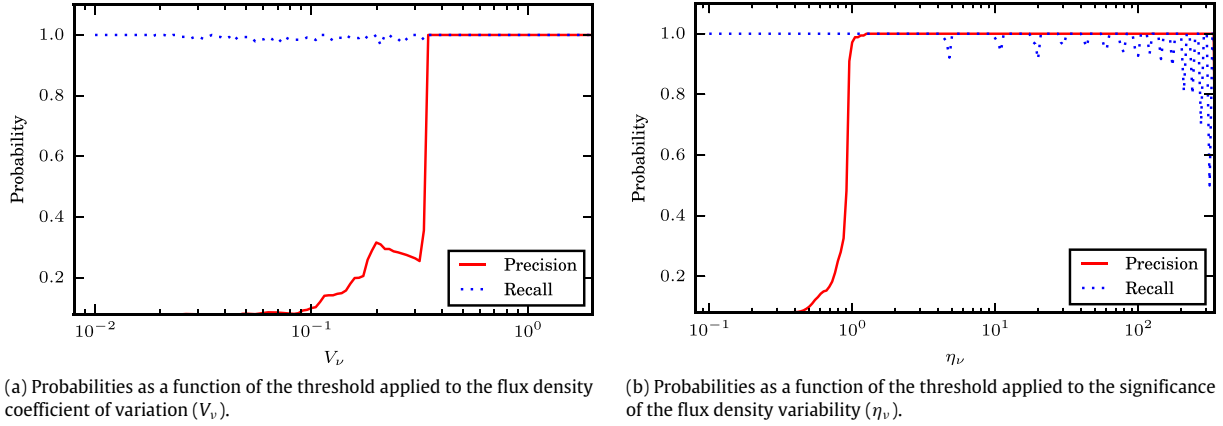 1.0
0.8
0.6
0.4
0.2
Probability
10⁻²
10⁻¹
10⁰
V_ν
Precision
Recall
(a) Probabilities as a function of the threshold applied to the flux density
coefficient of variation (V_ν).
1.0
0.8
0.6
0.4
0.2
Probability
10⁻¹
10⁰
10¹
10²
η_ν
Precision
Recall
(b) Probabilities as a function of the threshold applied to the significance
of the flux density variability (η_ν).